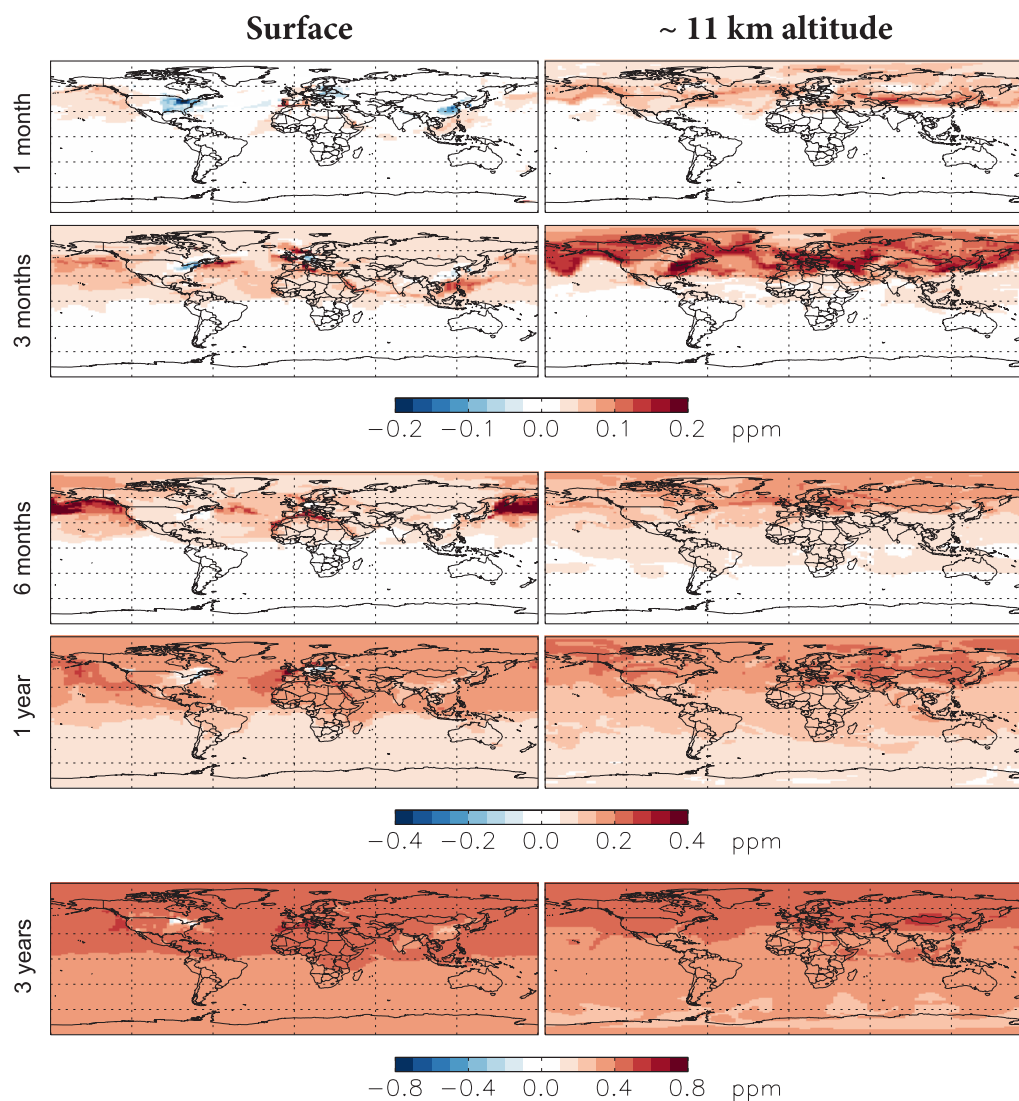 Surface ~ 11 km altitude
1 month
3 months
−0.2 −0.1 0.0 0.1 0.2 ppm
6 months
1 year
−0.4 −0.2 0.0 0.2 0.4 ppm
3 years
−0.8 −0.4 0.0 0.4 0.8 ppm